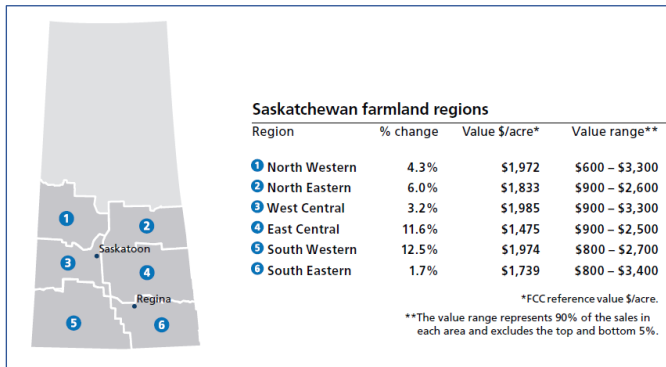 Saskatchewan farmland regions
Region % change Value $/acre* Value range**
1 North Western 4.3% $1,972 $600 – $3,300
2 North Eastern 6.0% $1,833 $900 – $2,600
3 West Central 3.2% $1,985 $900 – $3,300
4 East Central 11.6% $1,475 $900 – $2,500
5 South Western 12.5% $1,974 $800 – $2,700
6 South Eastern 1.7% $1,739 $800 – $3,400
*FCC reference value $/acre.
**The value range represents 90% of the sales in
each area and excludes the top and bottom 5%.
1
2
Saskatoon
3
4
Regina
5
6